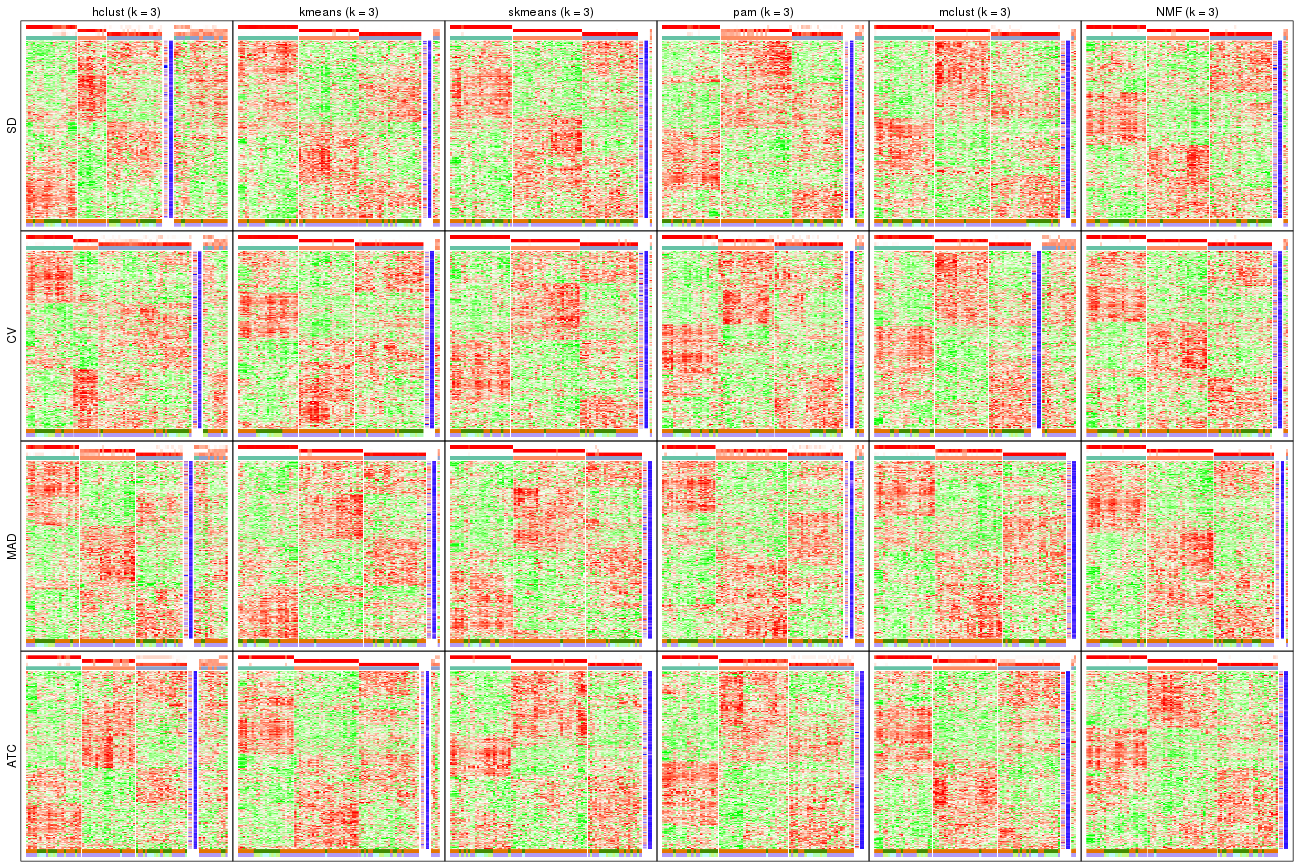 hclust (k = 3)
kmeans (k = 3)
skmeans (k = 3)
pam (k = 3)
mclust (k = 3)
NMF (k = 3)
SD
CV
MAD
ATC